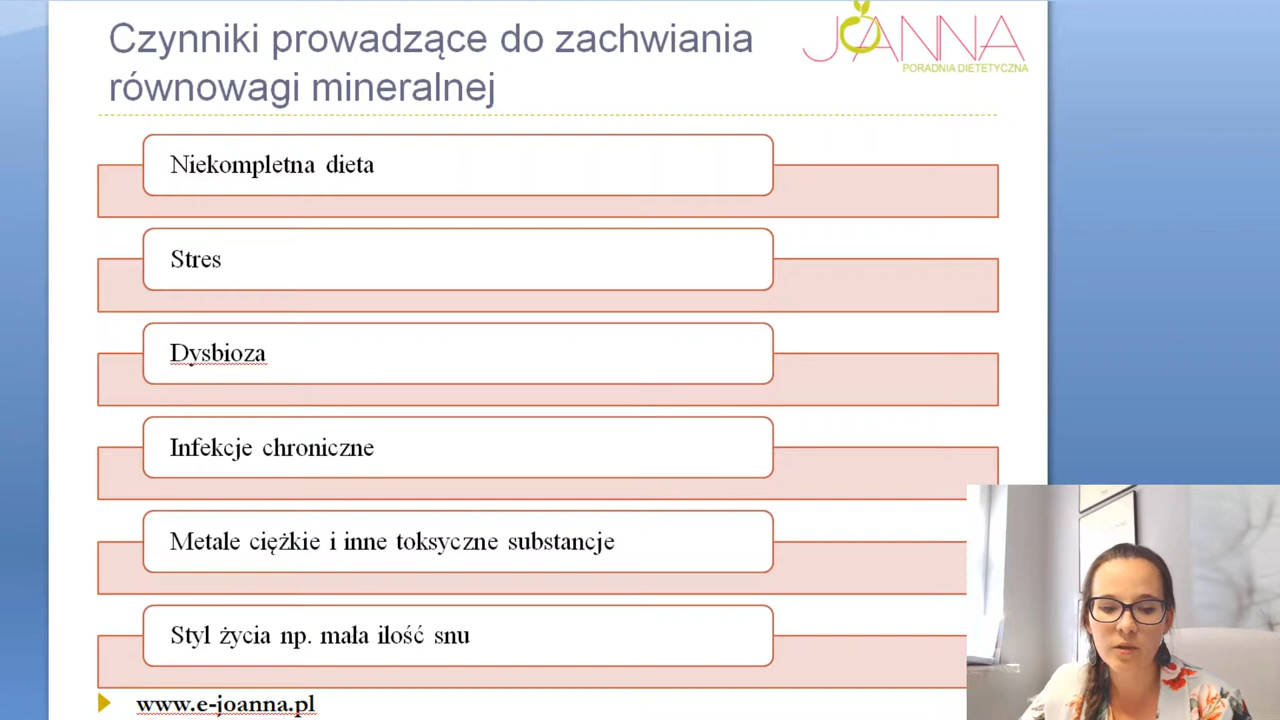 Czynniki prowadzące do zachwiania
równowagi mineralnej
JOANNA
PORADNIA DIETETYCZNA
Niekompletna dieta
Stres
Dysbioza
Infekcje chroniczne
Metale ciężkie i inne toksyczne substancje
Styl życia np. mała ilość snu
www.e-joanna.pl